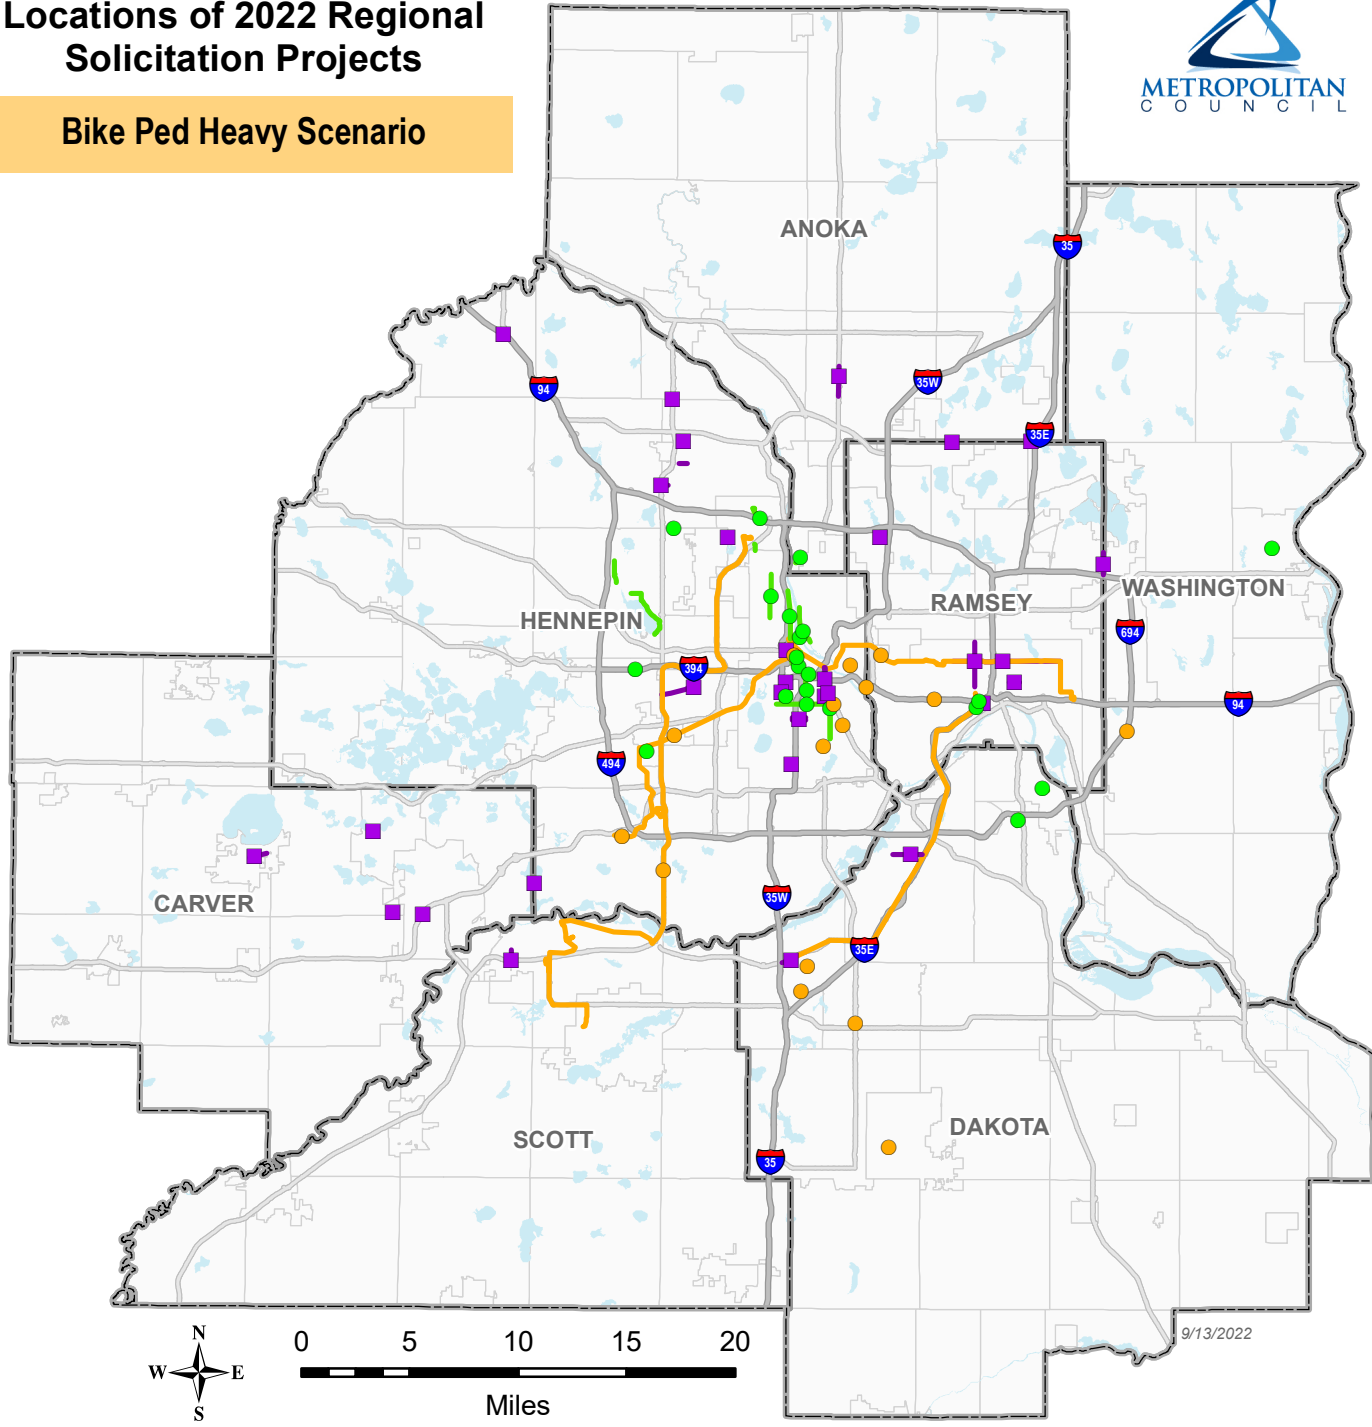 Locations of 2022 Regional
Solicitation Projects
Bike Ped Heavy Scenario
METROPOLITAN
COUNCIL
ANOKA
35
94
35W
35E
HENNEPIN
RAMSEY
WASHINGTON
694
394
94
494
CARVER
35W
35E
SCOTT
DAKOTA
35
9/13/2022
N
W E
S
0 5 10 15 20
Miles